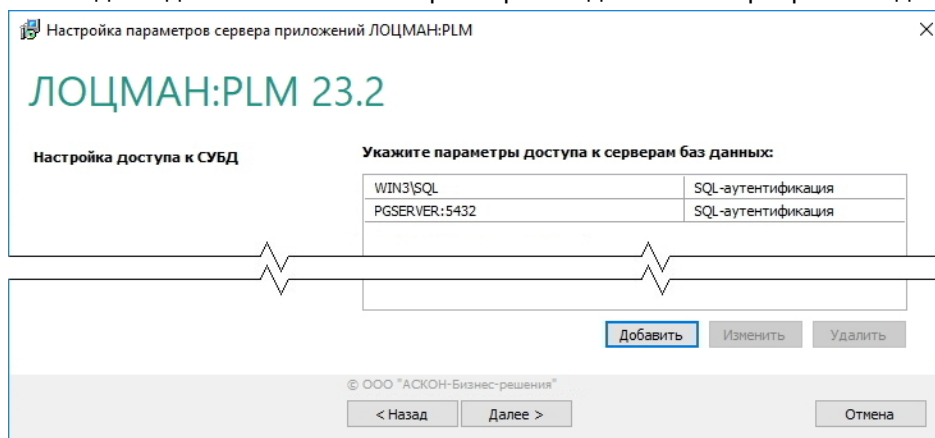 Настройка параметров сервера приложений ЛОЦМАН:PLM
ЛОЦМАН:PLM 23.2
Настройка доступа к СУБД
Укажите параметры доступа к серверам баз данных:
WIN3\SQL SQL-аутентификация
PGSERVER:5432 SQL-аутентификация
Добавить Изменить Удалить
© ООО "АСКОН-Бизнес-решения"
< Назад Далее > Отмена